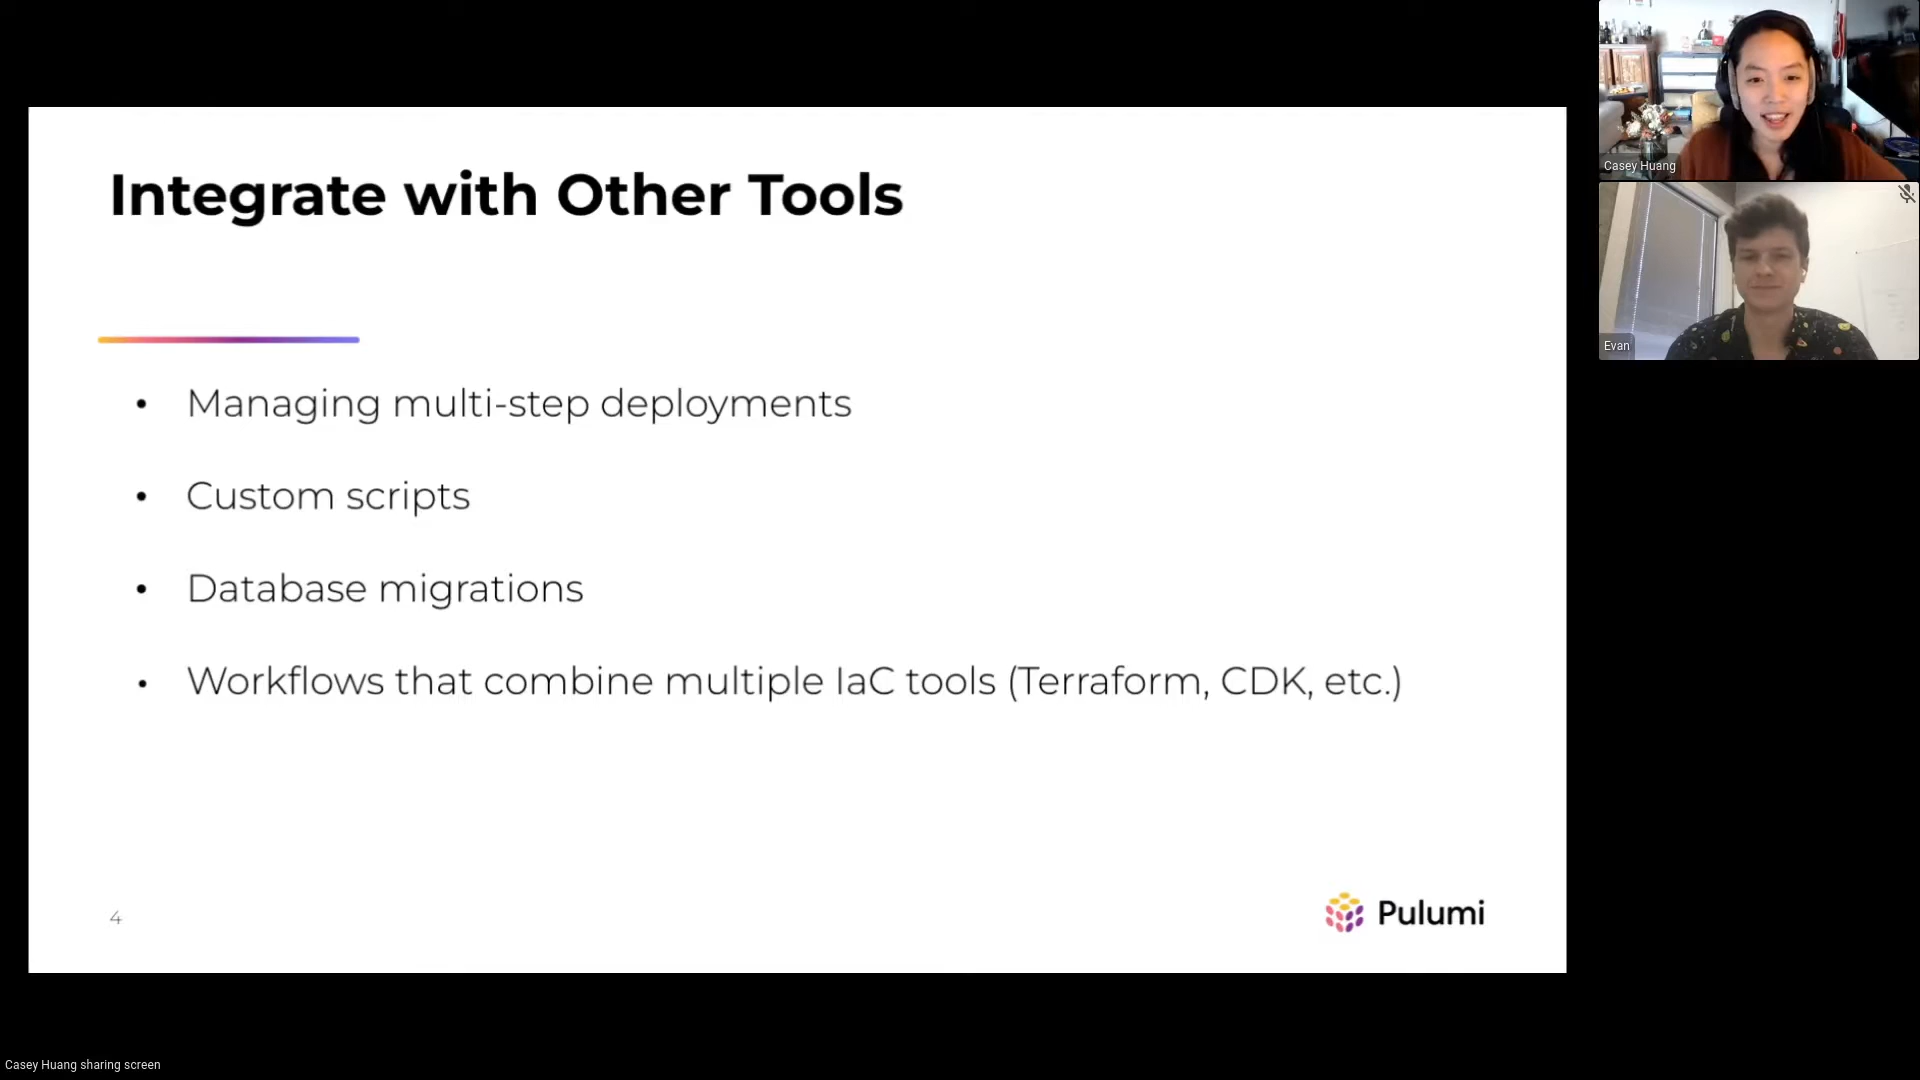 Integrate with Other Tools
• Managing multi-step deployments
• Custom scripts
• Database migrations
• Workflows that combine multiple IaC tools (Terraform, CDK, etc.)
4
Pulumi
Casey Huang
Evan
Casey Huang sharing screen